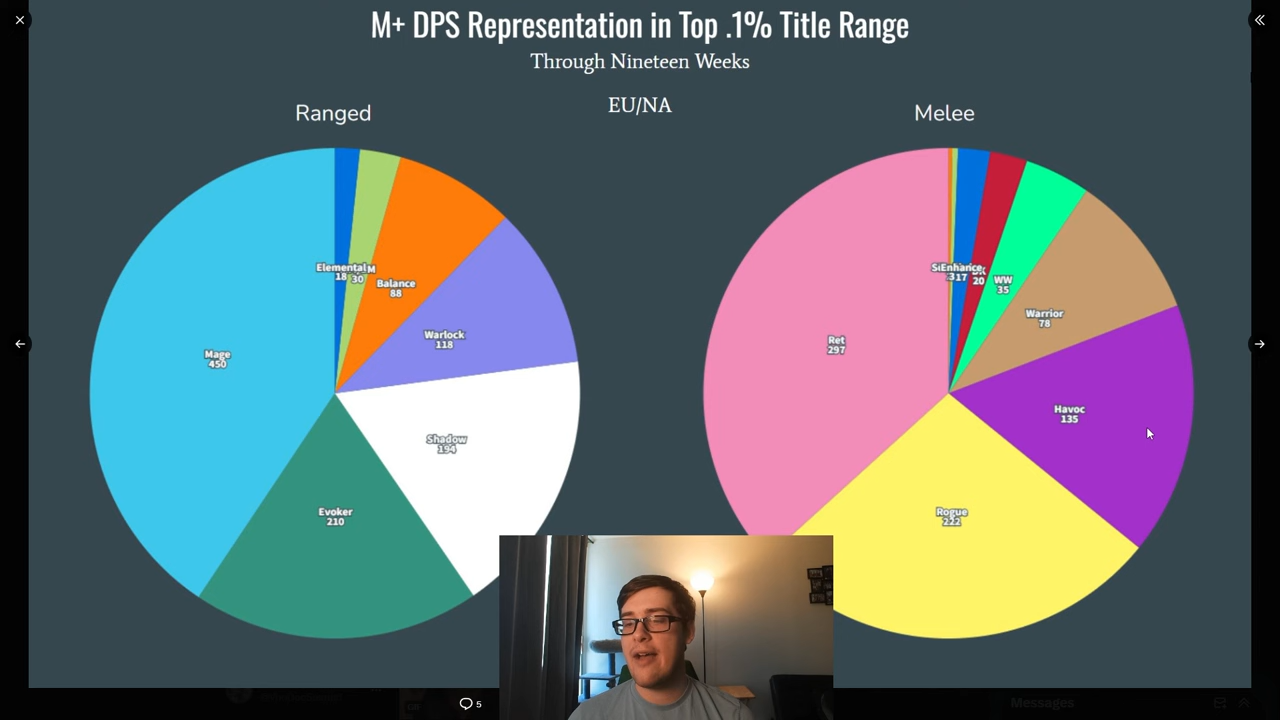 M+ DPS Representation in Top .1% Title Range
Through Nineteen Weeks
EU/NA
Ranged
Melee
Elemental
18
30
Balance
88
Warlock
118
Shadow
194
Evoker
210
Mage
450
Enhance
17
20
WW
35
Warrior
78
Havoc
135
Rogue
222
Ret
297
5
Messages